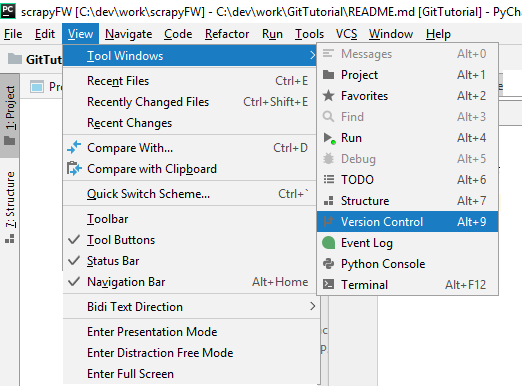 PC scrapyFW [C:\dev\work\scrapyFW] - C:\dev\work\GitTutorial\README.md [GitTutorial] - PyCha
File Edit View Navigate Code Refactor Run Tools VCS Window Help
GitTut
Tool Windows
Recent Files Ctrl+E
Recently Changed Files Ctrl+Shift+E
Recent Changes
Compare With... Ctrl+D
Compare with Clipboard
Quick Switch Scheme... Ctrl+`
Toolbar
Tool Buttons
Status Bar
Navigation Bar Alt+Home
Bidi Text Direction
Enter Presentation Mode
Enter Distraction Free Mode
Enter Full Screen
Messages Alt+0
Project Alt+1
Favorites Alt+2
Find Alt+3
Run Alt+4
Debug Alt+5
TODO Alt+6
Structure Alt+7
Version Control Alt+9
Event Log
Python Console
Terminal Alt+F12
1: Project
7: Structure
Pro